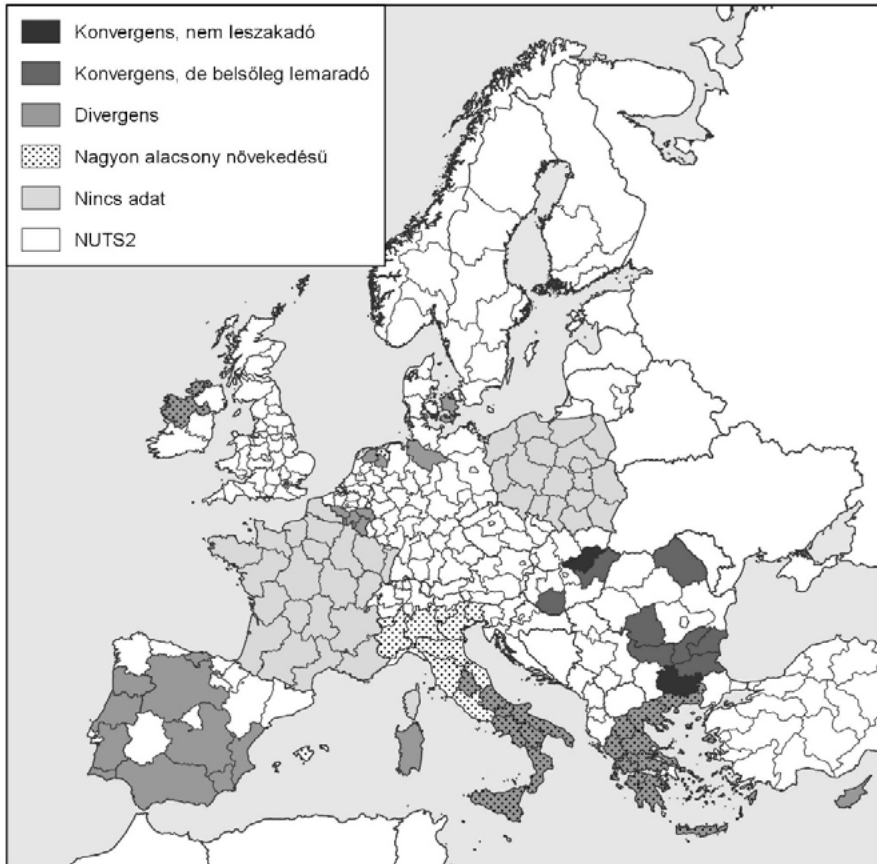 Konvergens, nem leszakadó
Konvergens, de belsőleg lemaradó
Divergens
Nagyon alacsony növekedésű
Nincs adat
NUTS2